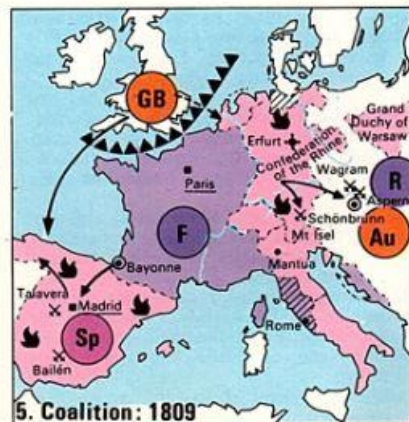 GB
Grand
Duchy of
Warsaw
Erfurt
Confederation
of the Rhine
Wagram
R
Paris
Aspern
Schönbrunn
Au
F
Mt Isel
Bayonne
Mantua
Talavera
Madrid
Sp
Rome
Bailén
5. Coalition: 1809